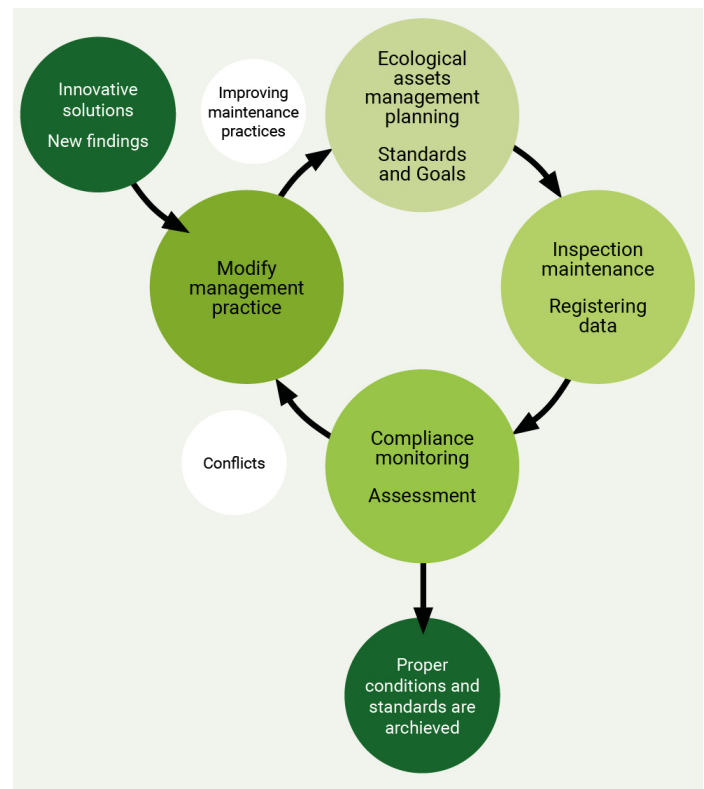 Innovative
solutions
New findings
Improving
maintenance
practices
Ecological
assets
management
planning
Standards
and Goals
Inspection
maintenance
Registering
data
Modify
management
practice
Compliance
monitoring
Assessment
Conflicts
Proper
conditions and
standards are
archieved